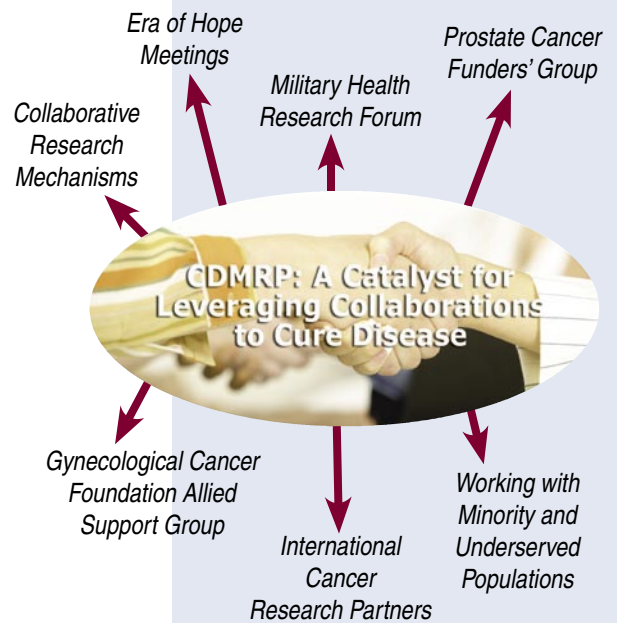 Era of Hope
Meetings
Prostate Cancer
Funders' Group
Military Health
Research Forum
Collaborative
Research
Mechanisms
CDMRP: A Catalyst for
Leveraging Collaborations
to Cure Disease
Gynecological Cancer
Foundation Allied
Support Group
International
Cancer
Research Partners
Working with
Minority and
Underserved
Populations